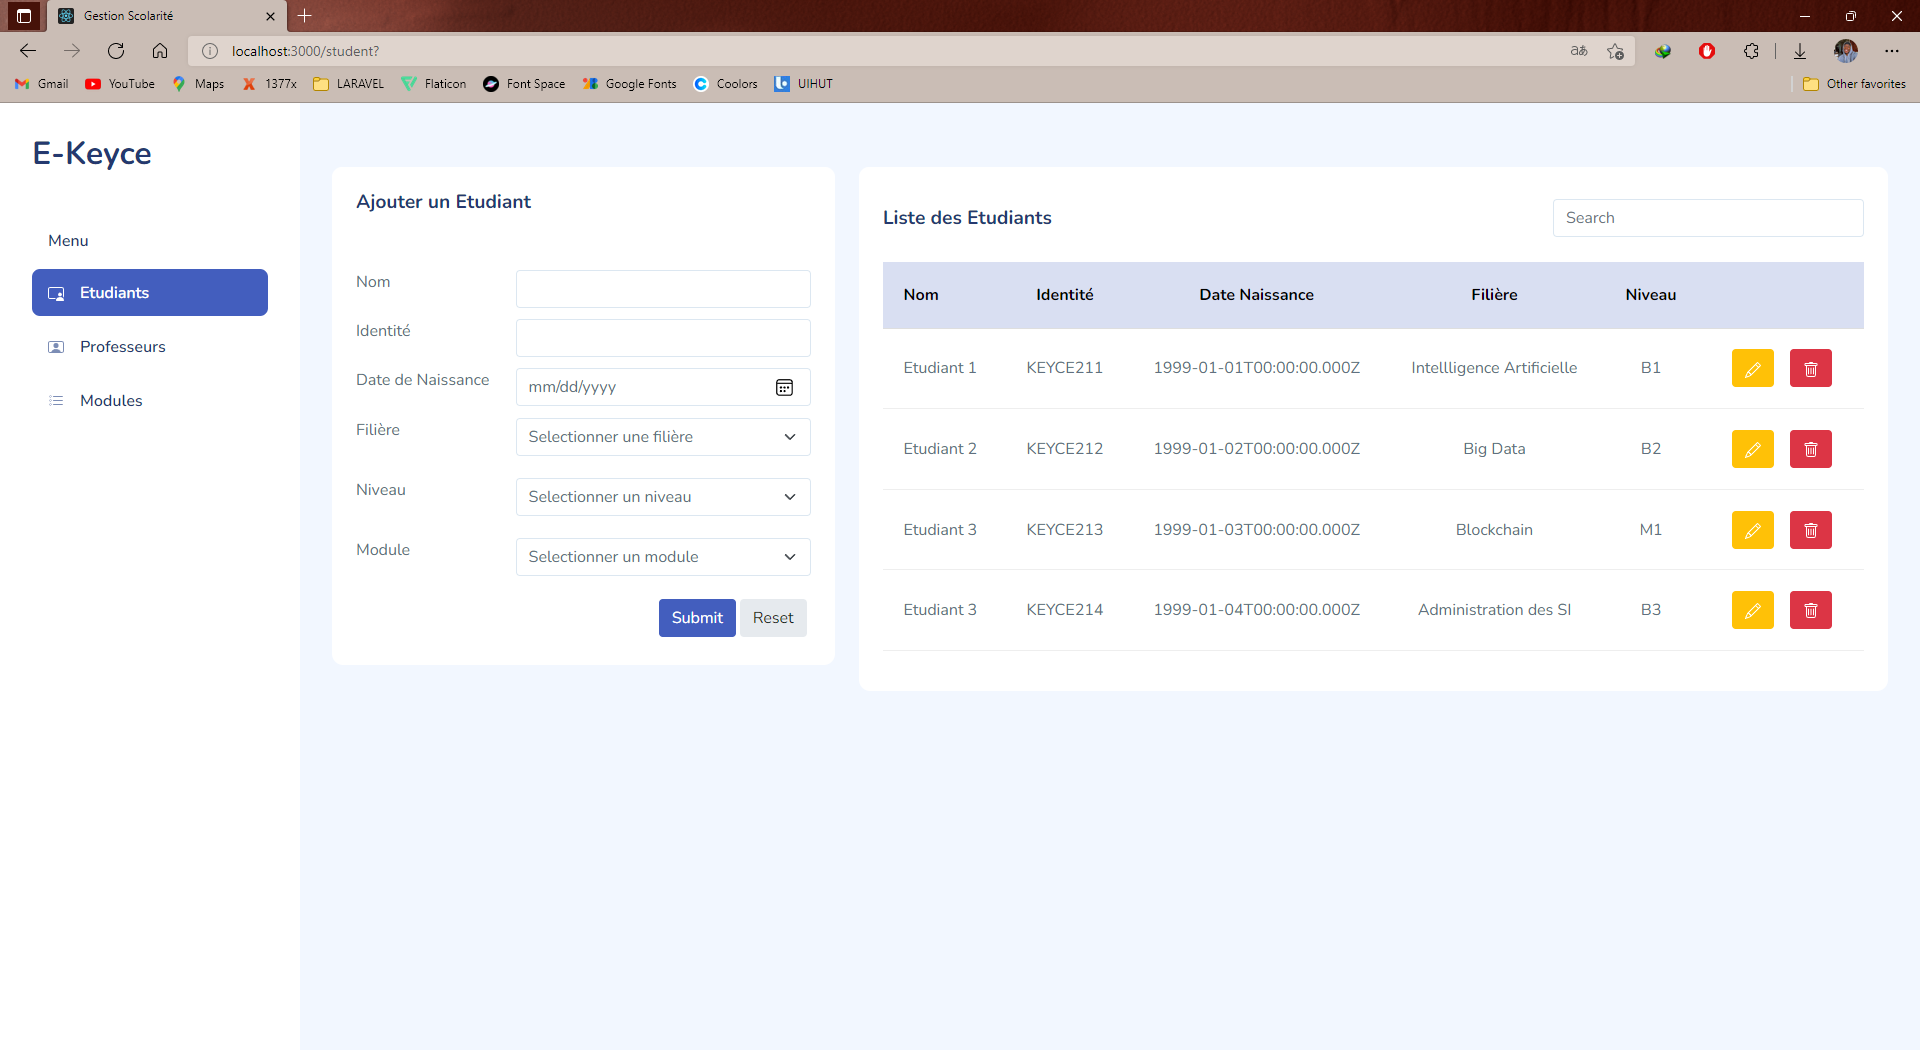 Gestion Scolarité
localhost:3000/student?
aあ
Gmail YouTube Maps 1377x LARAVEL Flaticon Font Space Google Fonts Coolors UIHUT Other favorites
E-Keyce
Menu
Etudiants
Professeurs
Modules
Ajouter un Etudiant
Nom
Identité
Date de Naissance mm/dd/yyyy
Filière Selectionner une filière
Niveau Selectionner un niveau
Module Selectionner un module
Submit Reset
Liste des Etudiants Search
Nom Identité Date Naissance Filière Niveau
Etudiant 1 KEYCE211 1999-01-01T00:00:00.000Z Intellligence Artificielle B1
Etudiant 2 KEYCE212 1999-01-02T00:00:00.000Z Big Data B2
Etudiant 3 KEYCE213 1999-01-03T00:00:00.000Z Blockchain M1
Etudiant 3 KEYCE214 1999-01-04T00:00:00.000Z Administration des SI B3